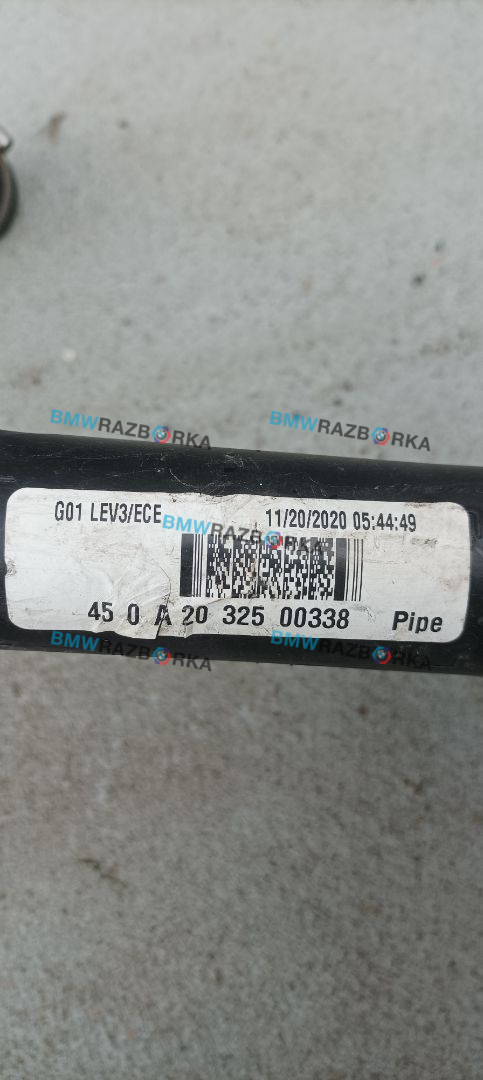 BMWRAZBORKA BMWRAZBORKA
G01 LEV3/ECE 11/20/2020 05:44:49
BMWRAZBORKA
45 0 A 20 325 00338 Pipe
BMWRAZBORKA BMWRAZBORKA